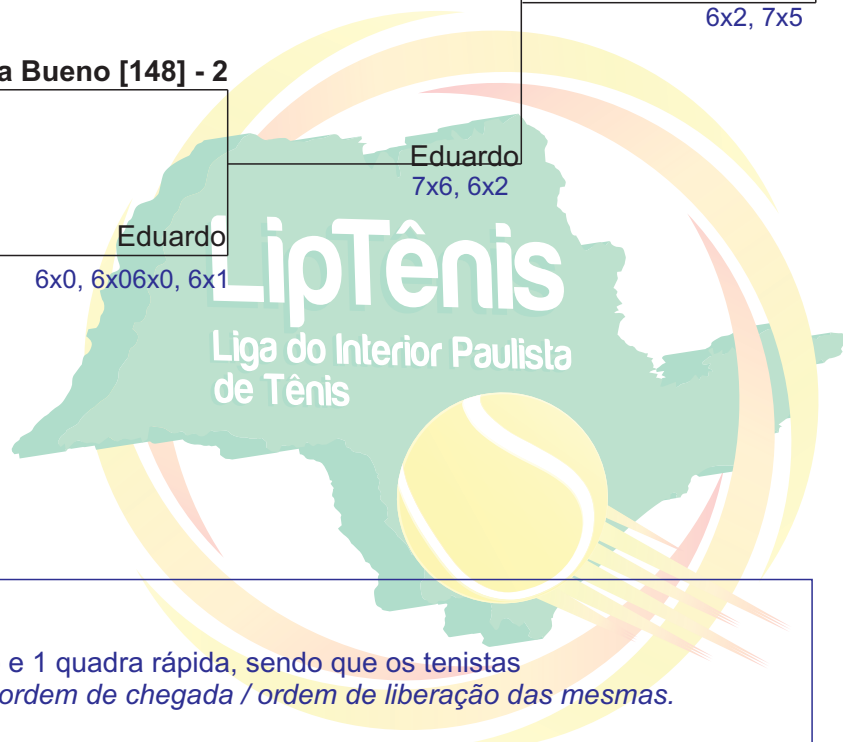 6x2, 7x5
a Bueno [148] - 2
Eduardo
7x6, 6x2
Eduardo
6x0, 6x06x0, 6x1
LipTênis
Liga do Interior Paulista
de Tênis
e 1 quadra rápida, sendo que os tenistas
ordem de chegada / ordem de liberação das mesmas.